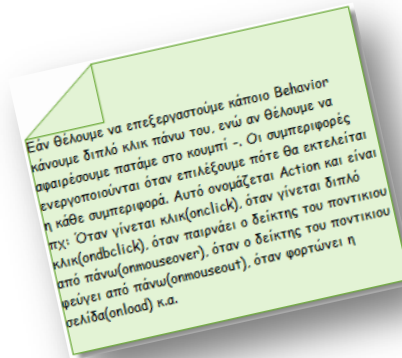 Εάν θέλουμε να επεξεργαστούμε κάποιο Behavior
κάνουμε διπλό κλικ πάνω του, ενώ αν θέλουμε να
αφαιρέσουμε πατάμε στο κουμπί -. Οι συμπεριφορές
ενεργοποιούνται όταν επιλέξουμε πότε θα εκτελείται
η κάθε συμπεριφορά. Αυτό ονομάζεται Action και είναι
πχ: Όταν γίνεται κλικ(onclick), όταν γίνεται διπλό
κλικ(ondbclick), όταν παιρνάει ο δείκτης του ποντικιου
από πάνω(onmouseover), όταν ο δείκτης του ποντικιου
φεύγει από πάνω(onmouseout), όταν φορτώνει η
σελίδα(onload) κ.α.